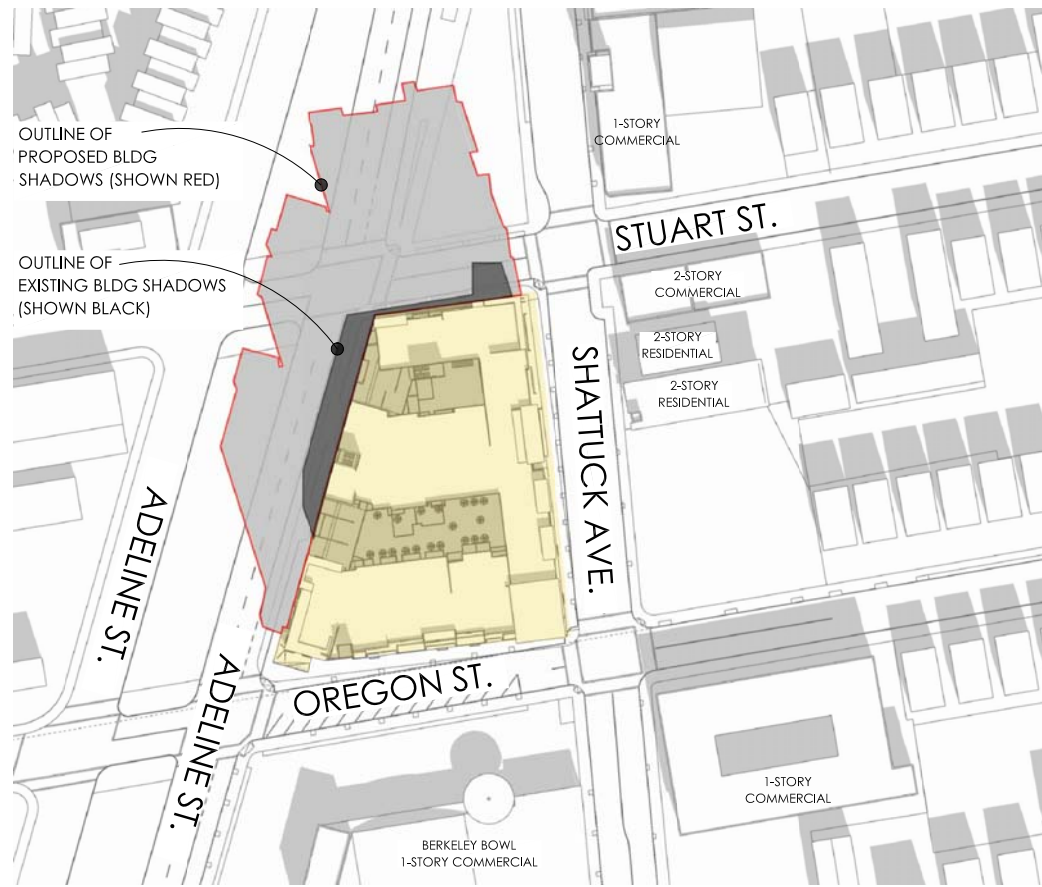 OUTLINE OF
PROPOSED BLDG
SHADOWS (SHOWN RED)
1-STORY
COMMERCIAL
STUART ST.
OUTLINE OF
EXISTING BLDG SHADOWS
(SHOWN BLACK)
2-STORY
COMMERCIAL
2-STORY
RESIDENTIAL
2-STORY
RESIDENTIAL
SHATTUCK AVE.
ADELINE ST.
ADELINE ST.
OREGON ST.
1-STORY
COMMERCIAL
BERKELEY BOWL
1-STORY COMMERCIAL